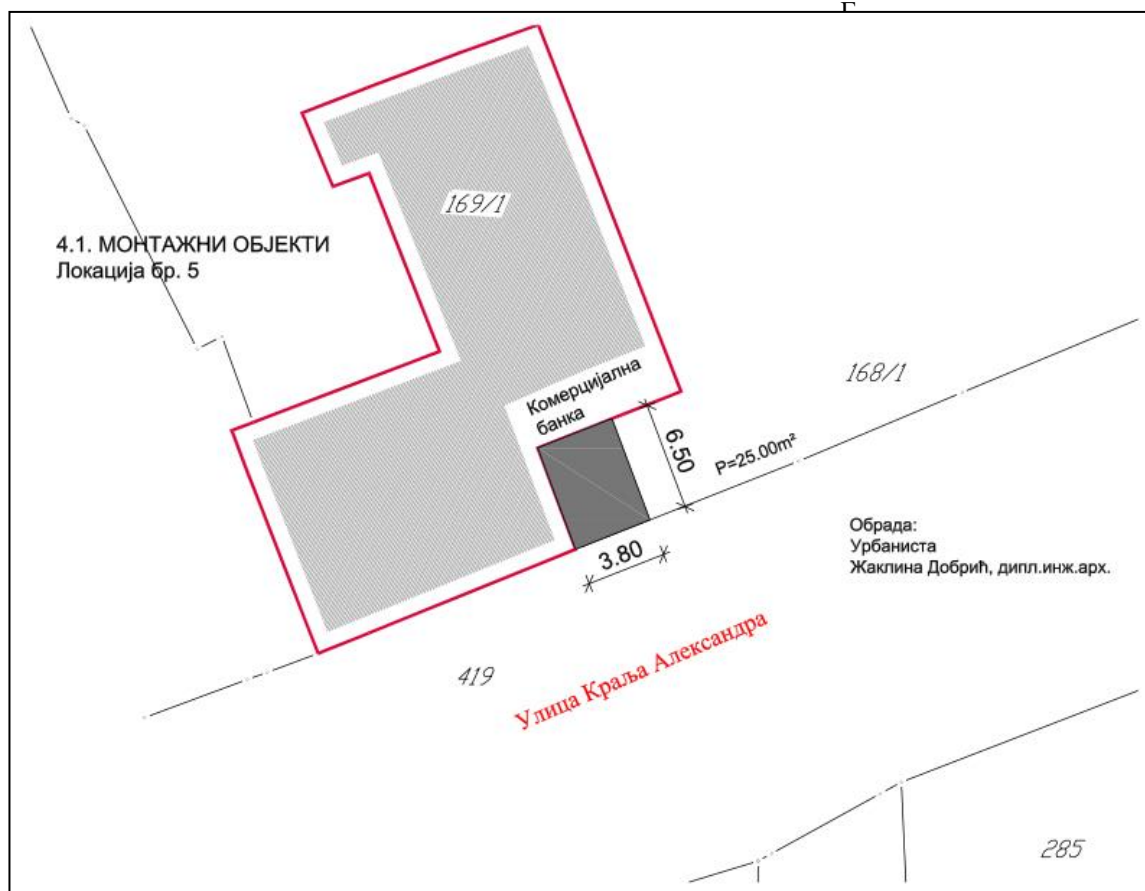 169/1
4.1. МОНТАЖНИ ОБЈЕКТИ
Локација бр. 5
Комерцијална
банка
168/1
6.50
P=25.00m²
3.80
Обрада:
Урбаниста
Жаклина Добрић, дипл.инж.арх.
419
Улица Краља Александра
285